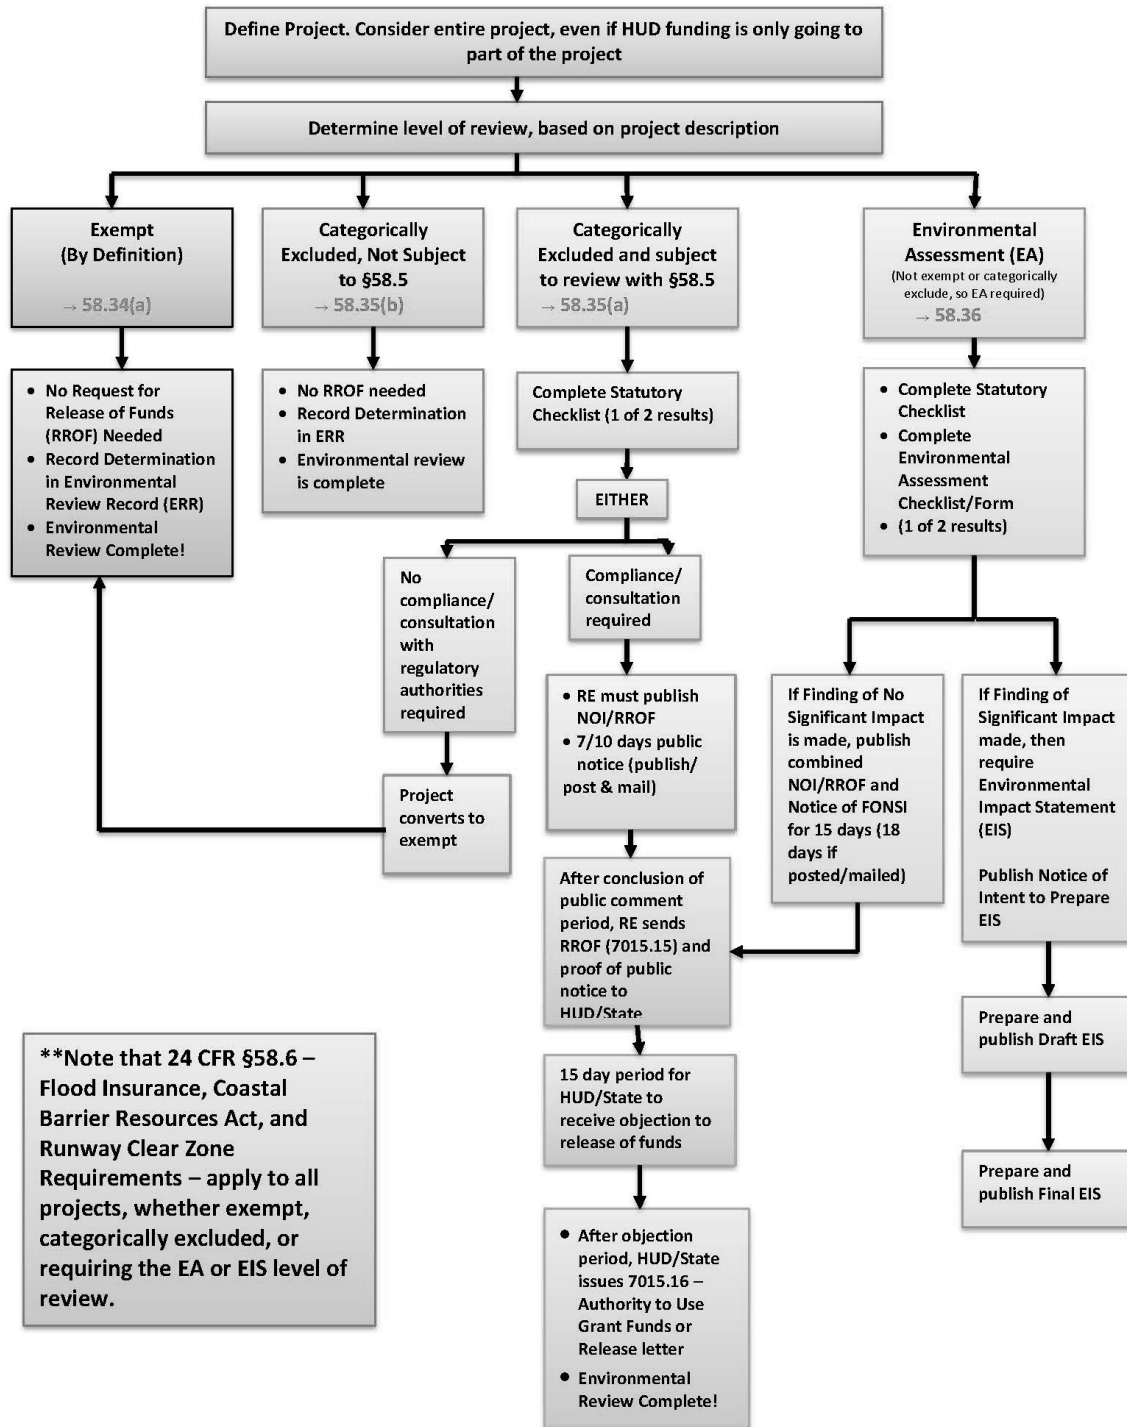 Define Project. Consider entire project, even if HUD funding is only going to
part of the project
Determine level of review, based on project description
Exempt
(By Definition)
→ 58.34(a)
Categorically
Excluded, Not Subject
to §58.5
→ 58.35(b)
Categorically
Excluded and subject
to review with §58.5
→ 58.35(a)
Environmental
Assessment (EA)
(Not exempt or categorically
exclude, so EA required)
→ 58.36
• No Request for
Release of Funds
(RROF) Needed
• Record Determination
in Environmental
Review Record (ERR)
• Environmental
Review Complete!
• No RROF needed
• Record Determination
in ERR
• Environmental review
is complete
Complete Statutory
Checklist (1 of 2 results)
• Complete Statutory
Checklist
• Complete
Environmental
Assessment
Checklist/Form
• (1 of 2 results)
EITHER
No
compliance/
consultation
with
regulatory
authorities
required
Compliance/
consultation
required
Project
converts to
exempt
• RE must publish
NOI/RROF
• 7/10 days public
notice (publish/
post & mail)
If Finding of No
Significant Impact
is made, publish
combined
NOI/RROF and
Notice of FONSI
for 15 days (18
days if
posted/mailed)
If Finding of
Significant Impact
made, then
require
Environmental
Impact Statement
(EIS)
Publish Notice of
Intent to Prepare
EIS
After conclusion of
public comment
period, RE sends
RROF (7015.15) and
proof of public
notice to
HUD/State
Prepare and
publish Draft EIS
15 day period for
HUD/State to
receive objection to
release of funds
Prepare and
publish Final EIS
• After objection
period, HUD/State
issues 7015.16 –
Authority to Use
Grant Funds or
Release letter
• Environmental
Review Complete!
**Note that 24 CFR §58.6 –
Flood Insurance, Coastal
Barrier Resources Act, and
Runway Clear Zone
Requirements – apply to all
projects, whether exempt,
categorically excluded, or
requiring the EA or EIS level of
review.